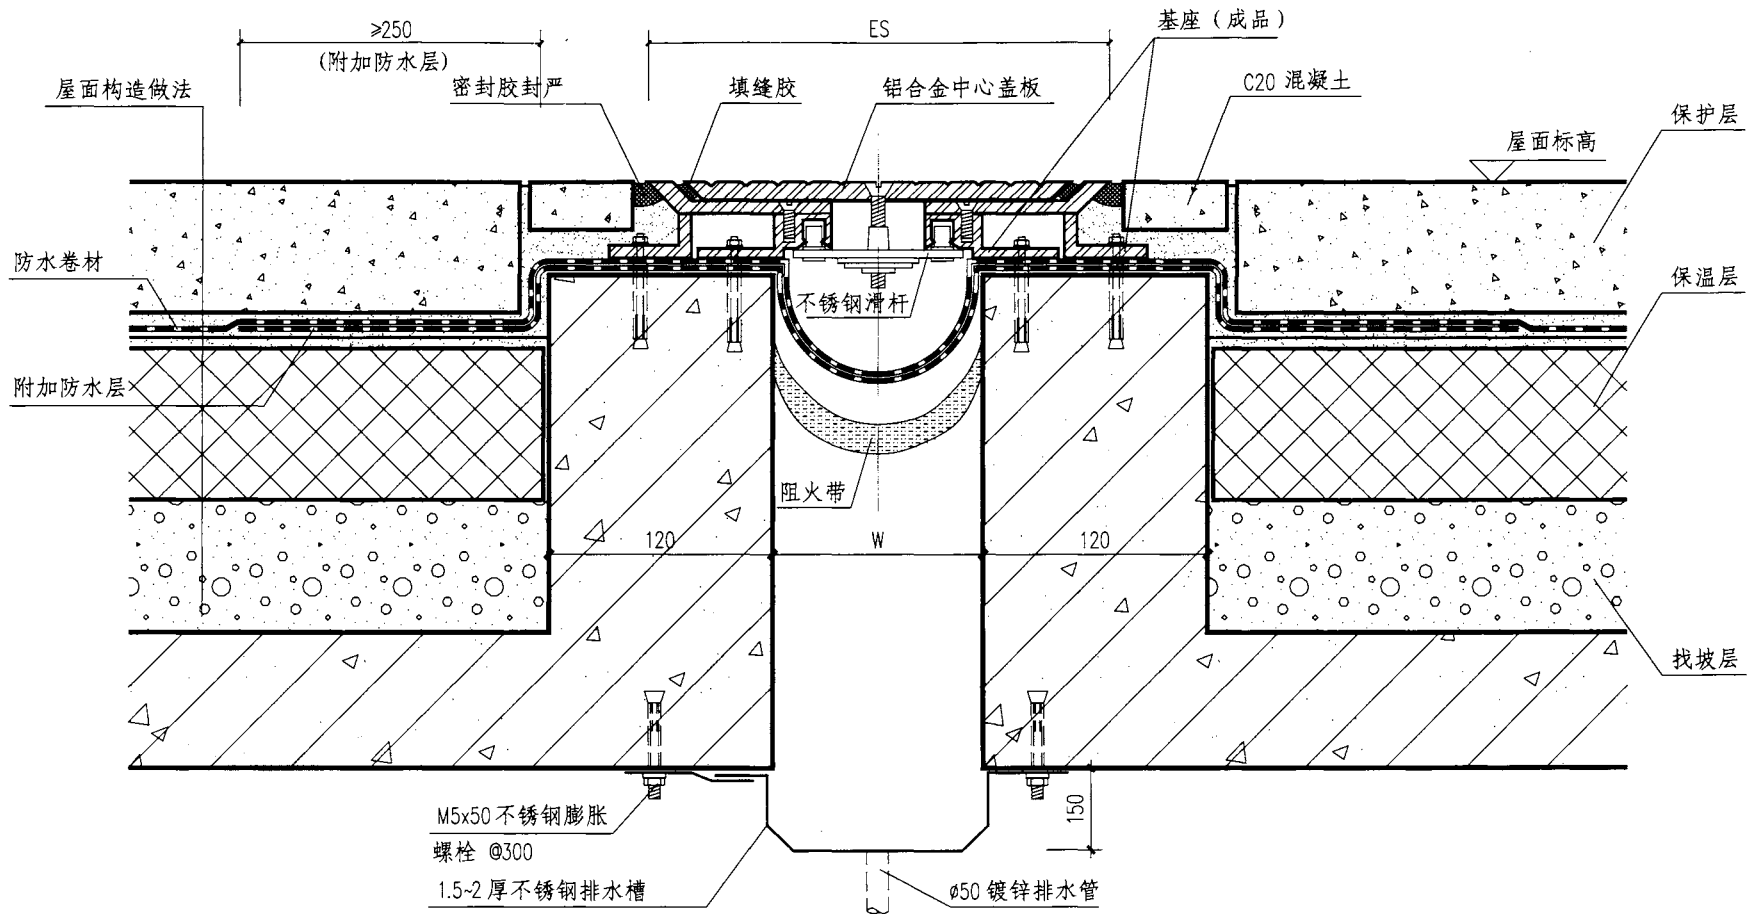 ≥250
(附加防水层)
ES
基座(成品)
屋面构造做法
密封胶封严
填缝胶
铝合金中心盖板
C20 混凝土
保护层
屋面标高
防水卷材
保温层
不锈钢滑杆
附加防水层
阻火带
120
W
120
找坡层
M5x50 不锈钢膨胀
螺栓 @300
150
1.5~2 厚不锈钢排水槽
ø50 镀锌排水管